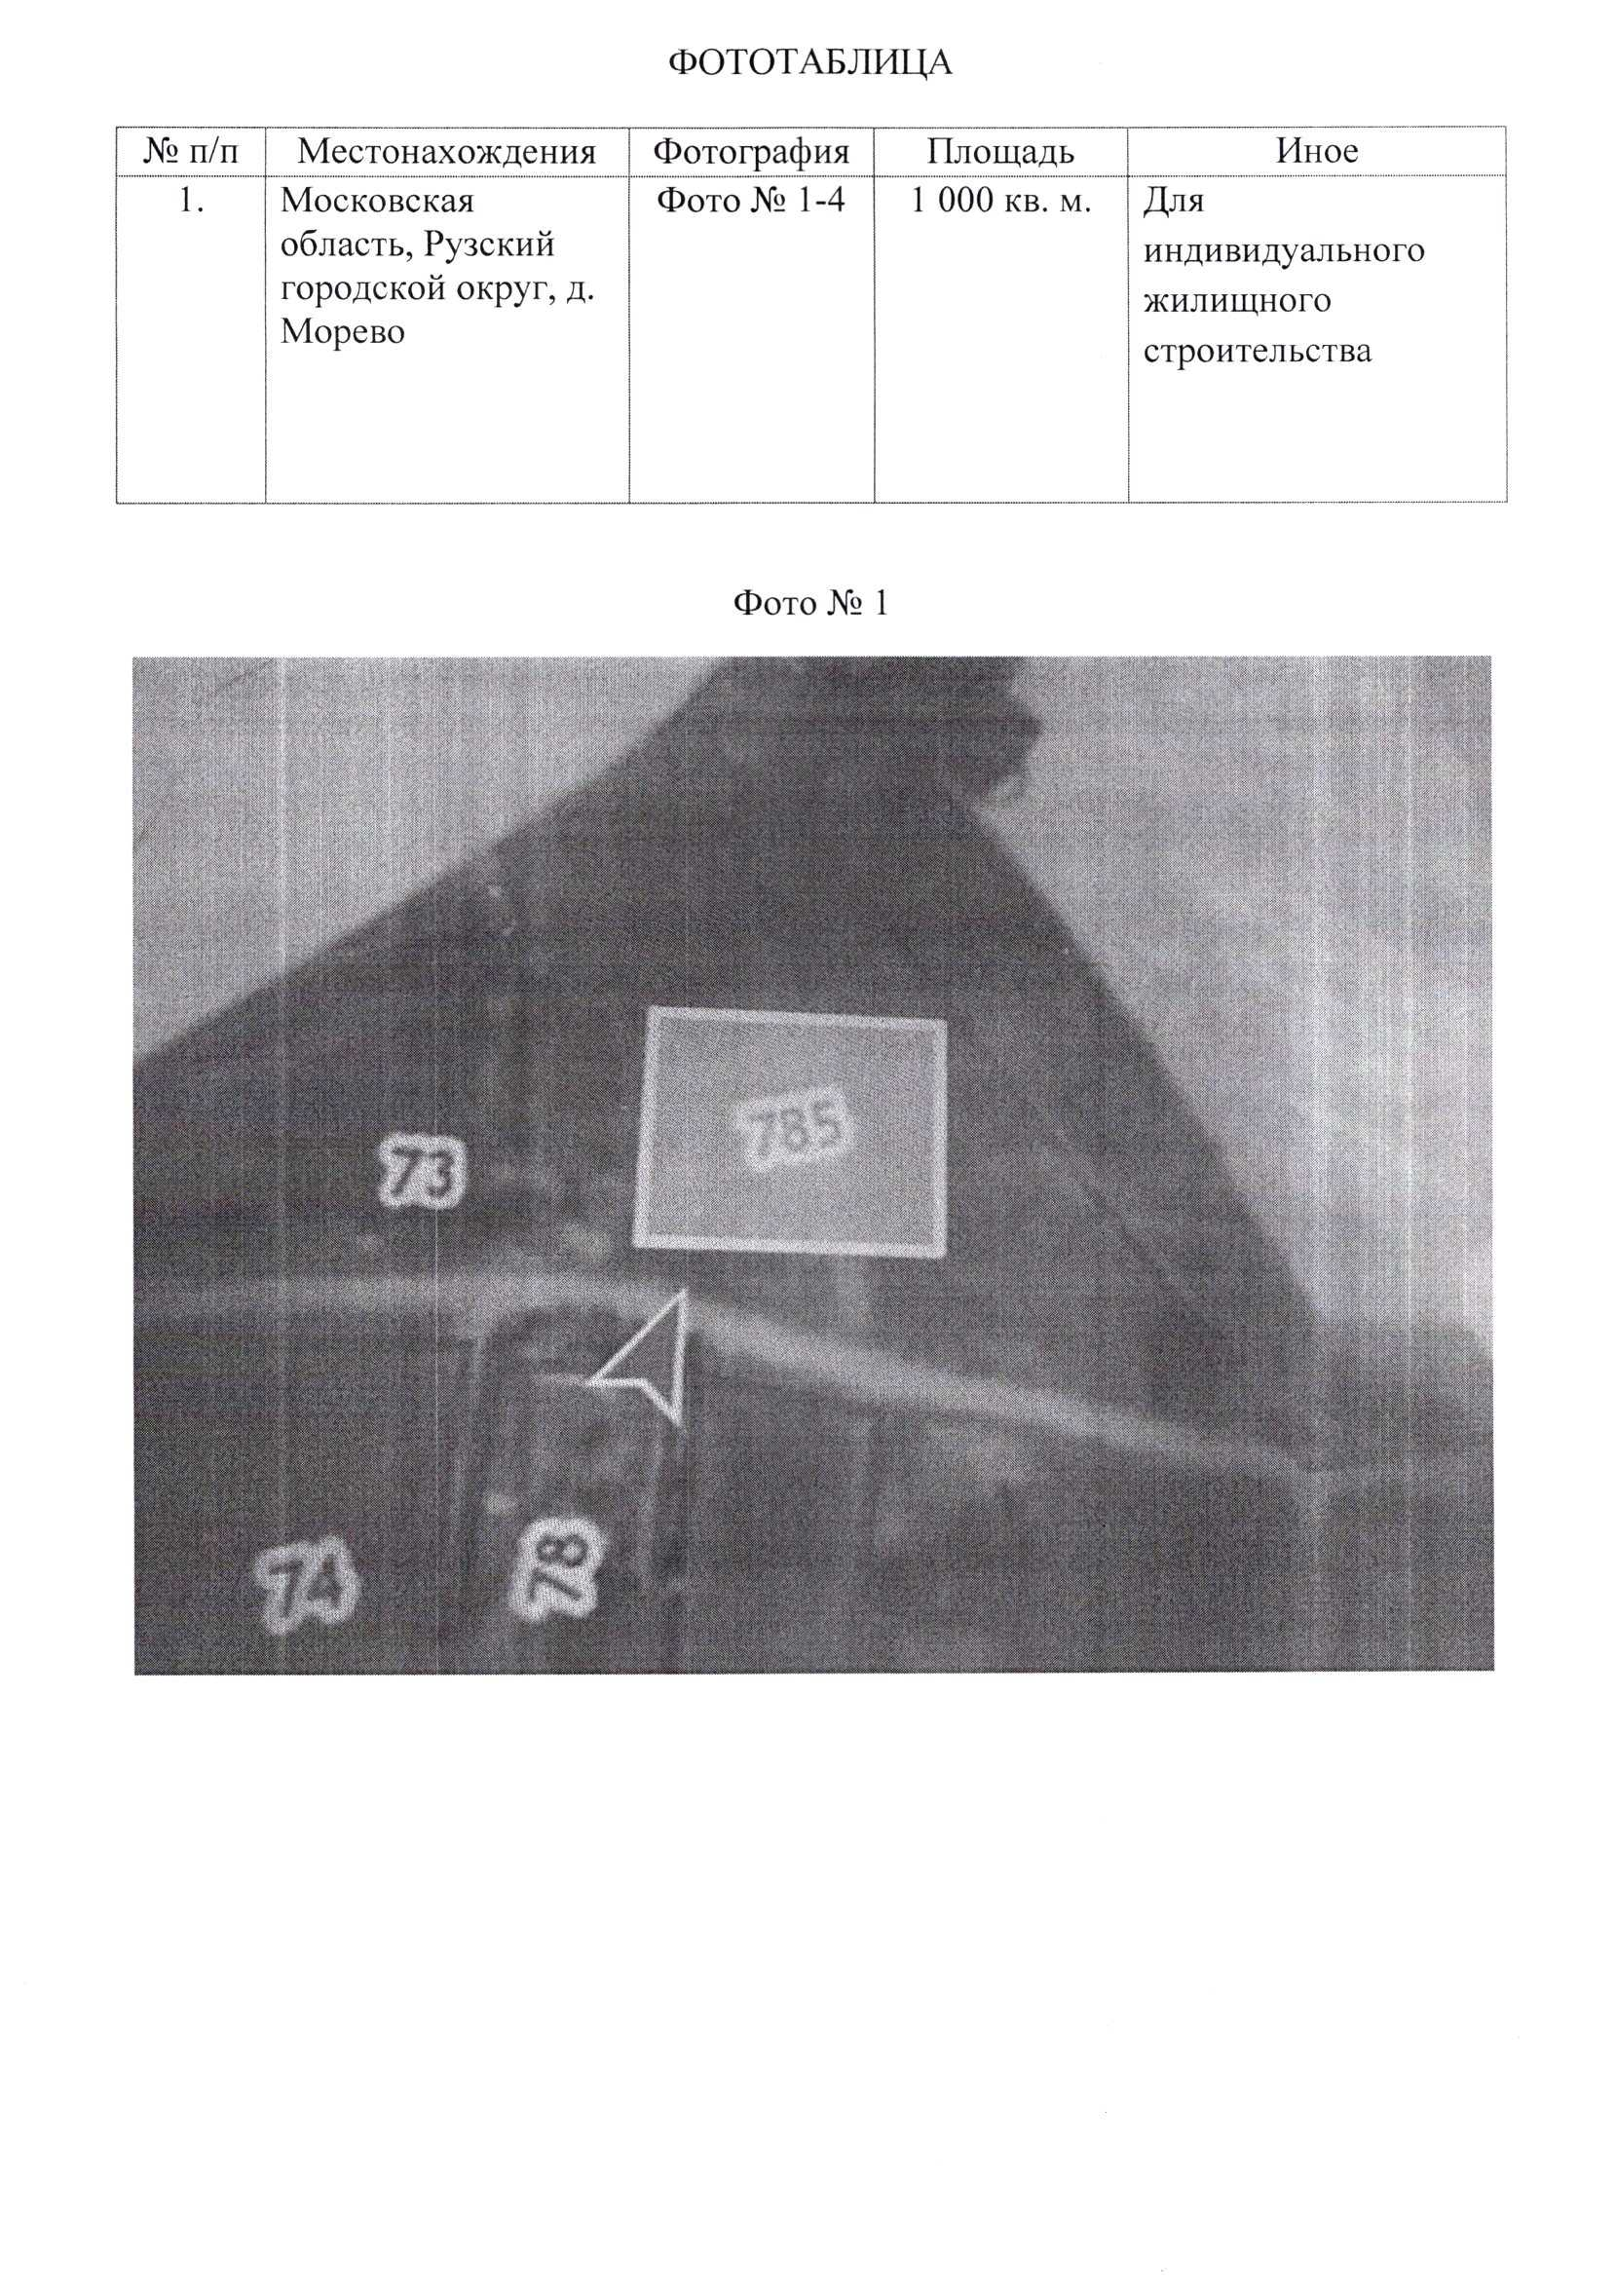 ФОТОТАБЛИЦА
№ п/п Местонахождения Фотография Площадь Иное
1. Московская Фото № 1-4 1 000 кв. м. Для
область, Рузский индивидуального
городской округ, д. жилищного
Морево строительства
Фото № 1
785
73
74
78